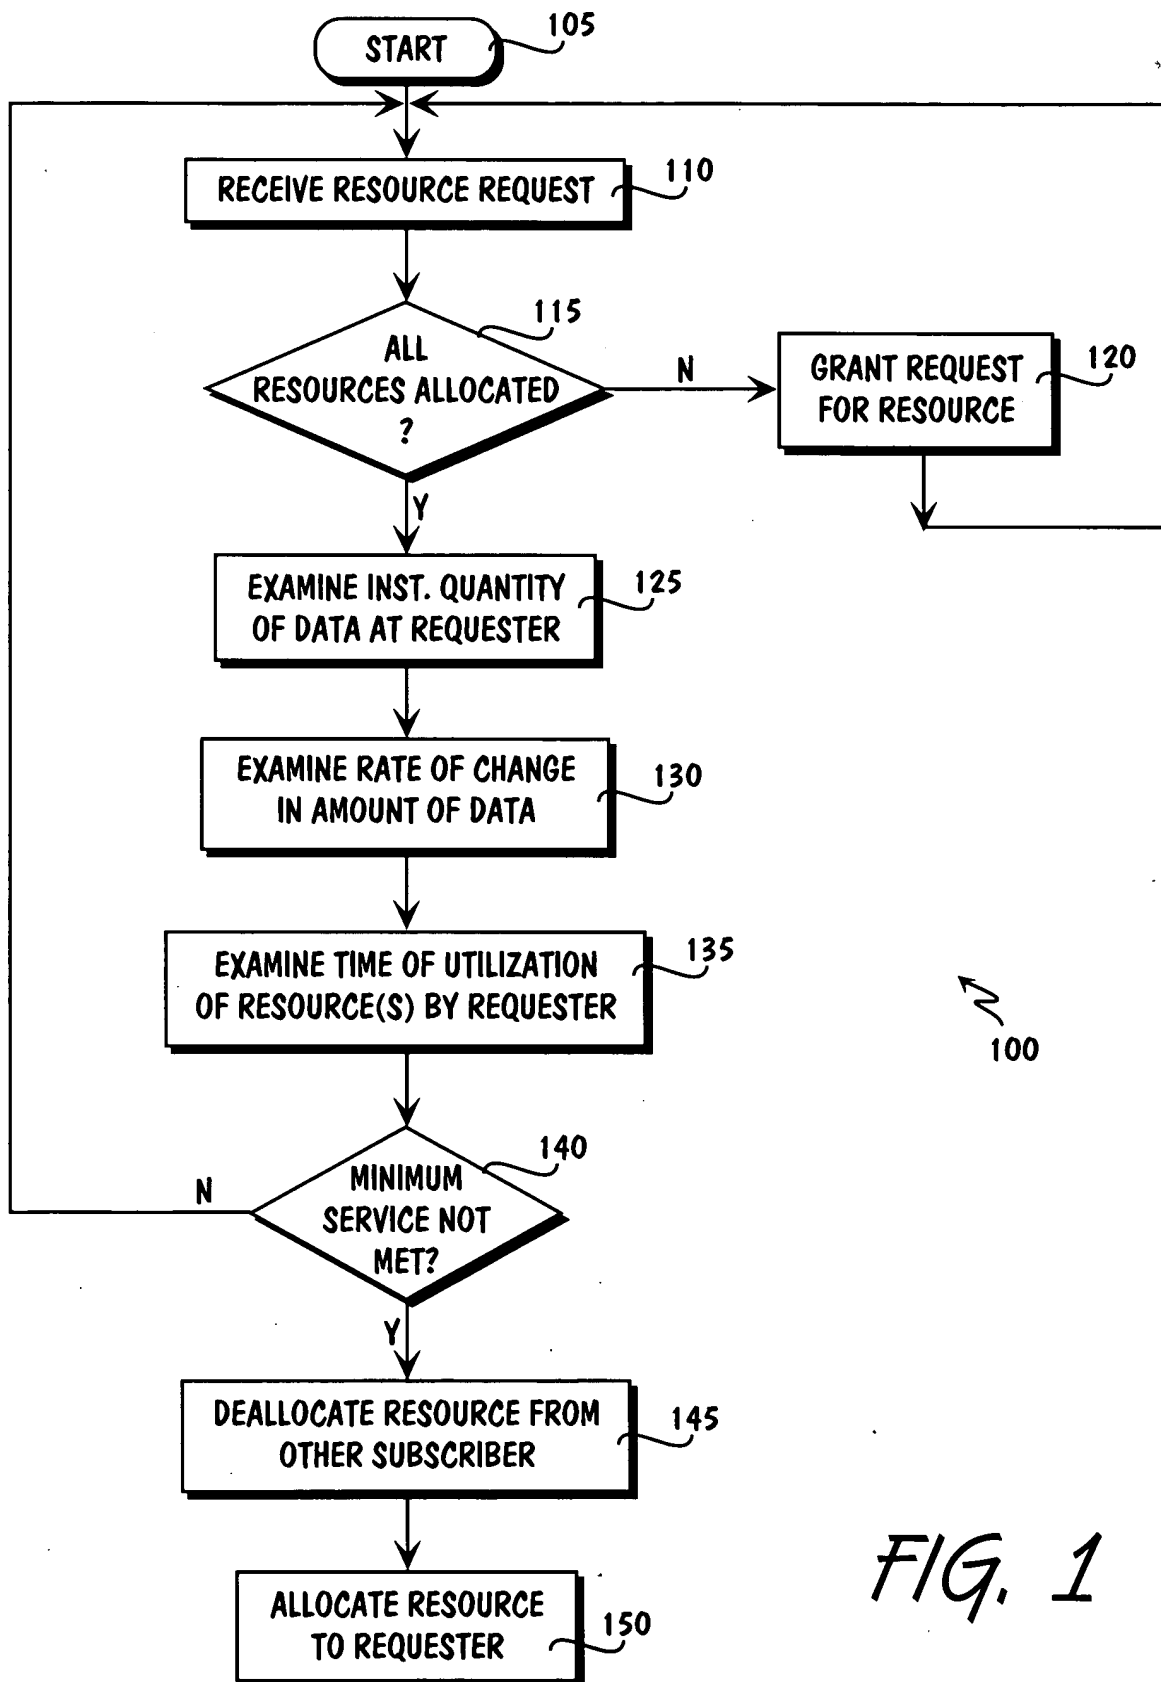 START
105
RECEIVE RESOURCE REQUEST
110
ALL
RESOURCES ALLOCATED
?
115
N
GRANT REQUEST
FOR RESOURCE
120
Y
EXAMINE INST. QUANTITY
OF DATA AT REQUESTER
125
EXAMINE RATE OF CHANGE
IN AMOUNT OF DATA
130
EXAMINE TIME OF UTILIZATION
OF RESOURCE(S) BY REQUESTER
135
100
MINIMUM
SERVICE NOT
MET?
140
N
Y
DEALLOCATE RESOURCE FROM
OTHER SUBSCRIBER
145
ALLOCATE RESOURCE
TO REQUESTER
150
FIG. 1